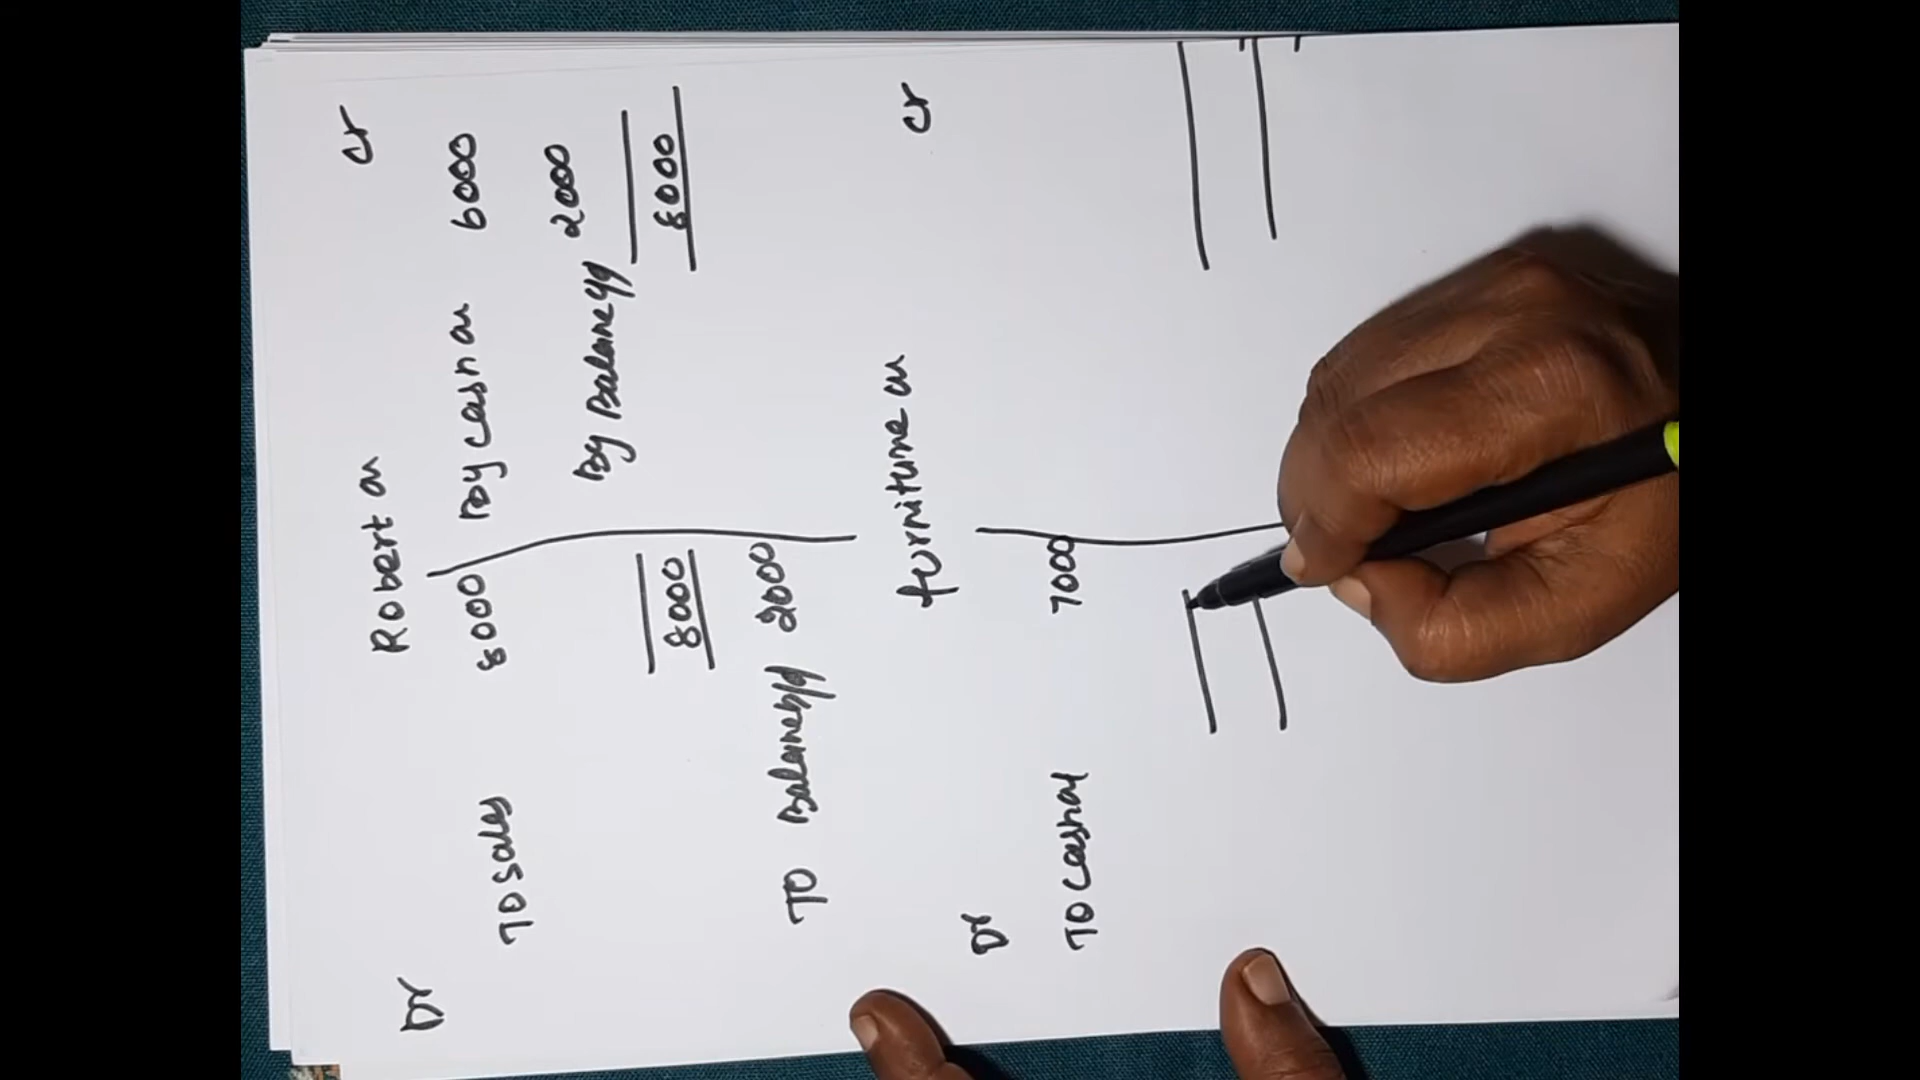 Robert a/c
Dr Cr
To Sales 8000 By cash a/c 6000
By Balance c/d 2000
8000 8000
To Balance b/d 2000
furniture a/c
Dr Cr
To cash a/c 7000